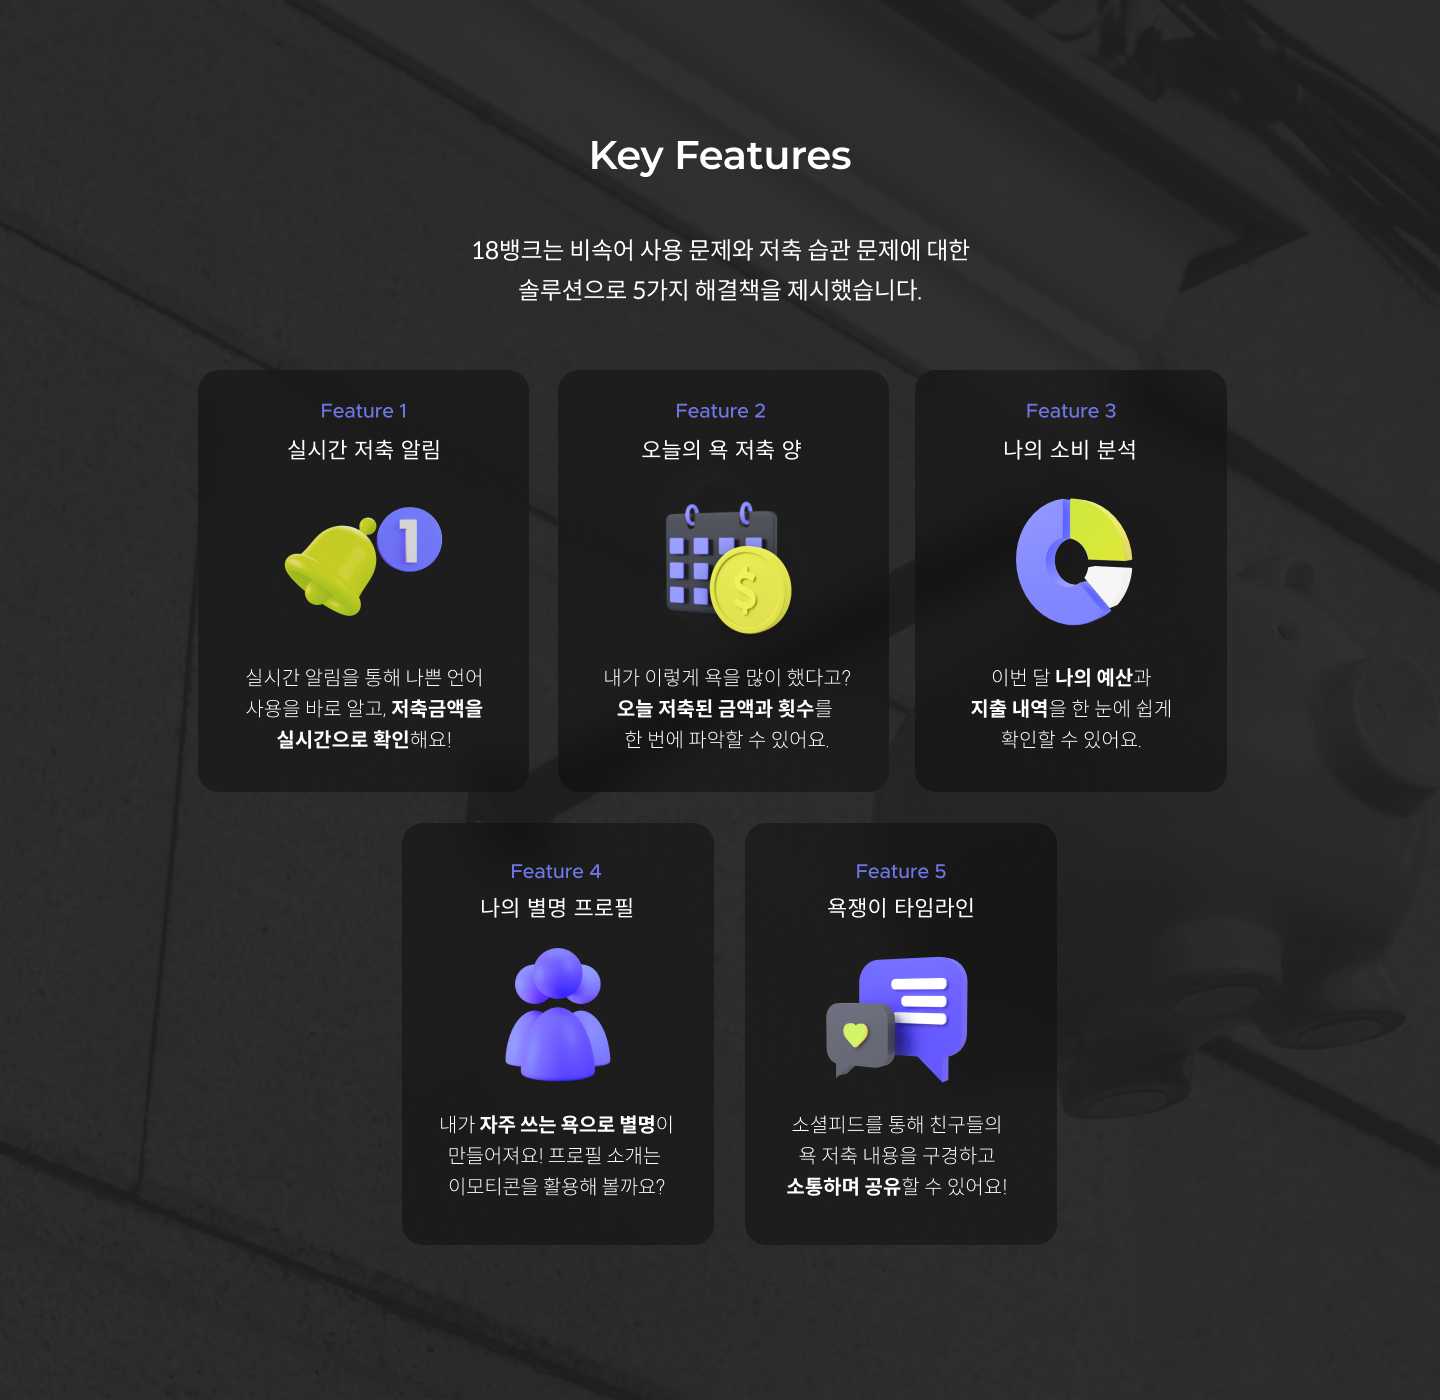 Key Features
18뱅크는 비속어 사용 문제와 저축 습관 문제에 대한
솔루션으로 5가지 해결책을 제시했습니다.
Feature 1
실시간 저축 알림
1
실시간 알림을 통해 나쁜 언어
사용을 바로 알고, 저축금액을
실시간으로 확인해요!
Feature 2
오늘의 욕 저축 양
$
내가 이렇게 욕을 많이 했다고?
오늘 저축된 금액과 횟수를
한 번에 파악할 수 있어요.
Feature 3
나의 소비 분석
이번 달 나의 예산과
지출 내역을 한 눈에 쉽게
확인할 수 있어요.
Feature 4
나의 별명 프로필
내가 자주 쓰는 욕으로 별명이
만들어져요! 프로필 소개는
이모티콘을 활용해 볼까요?
Feature 5
욕쟁이 타임라인
소셜피드를 통해 친구들의
욕 저축 내용을 구경하고
소통하며 공유할 수 있어요!